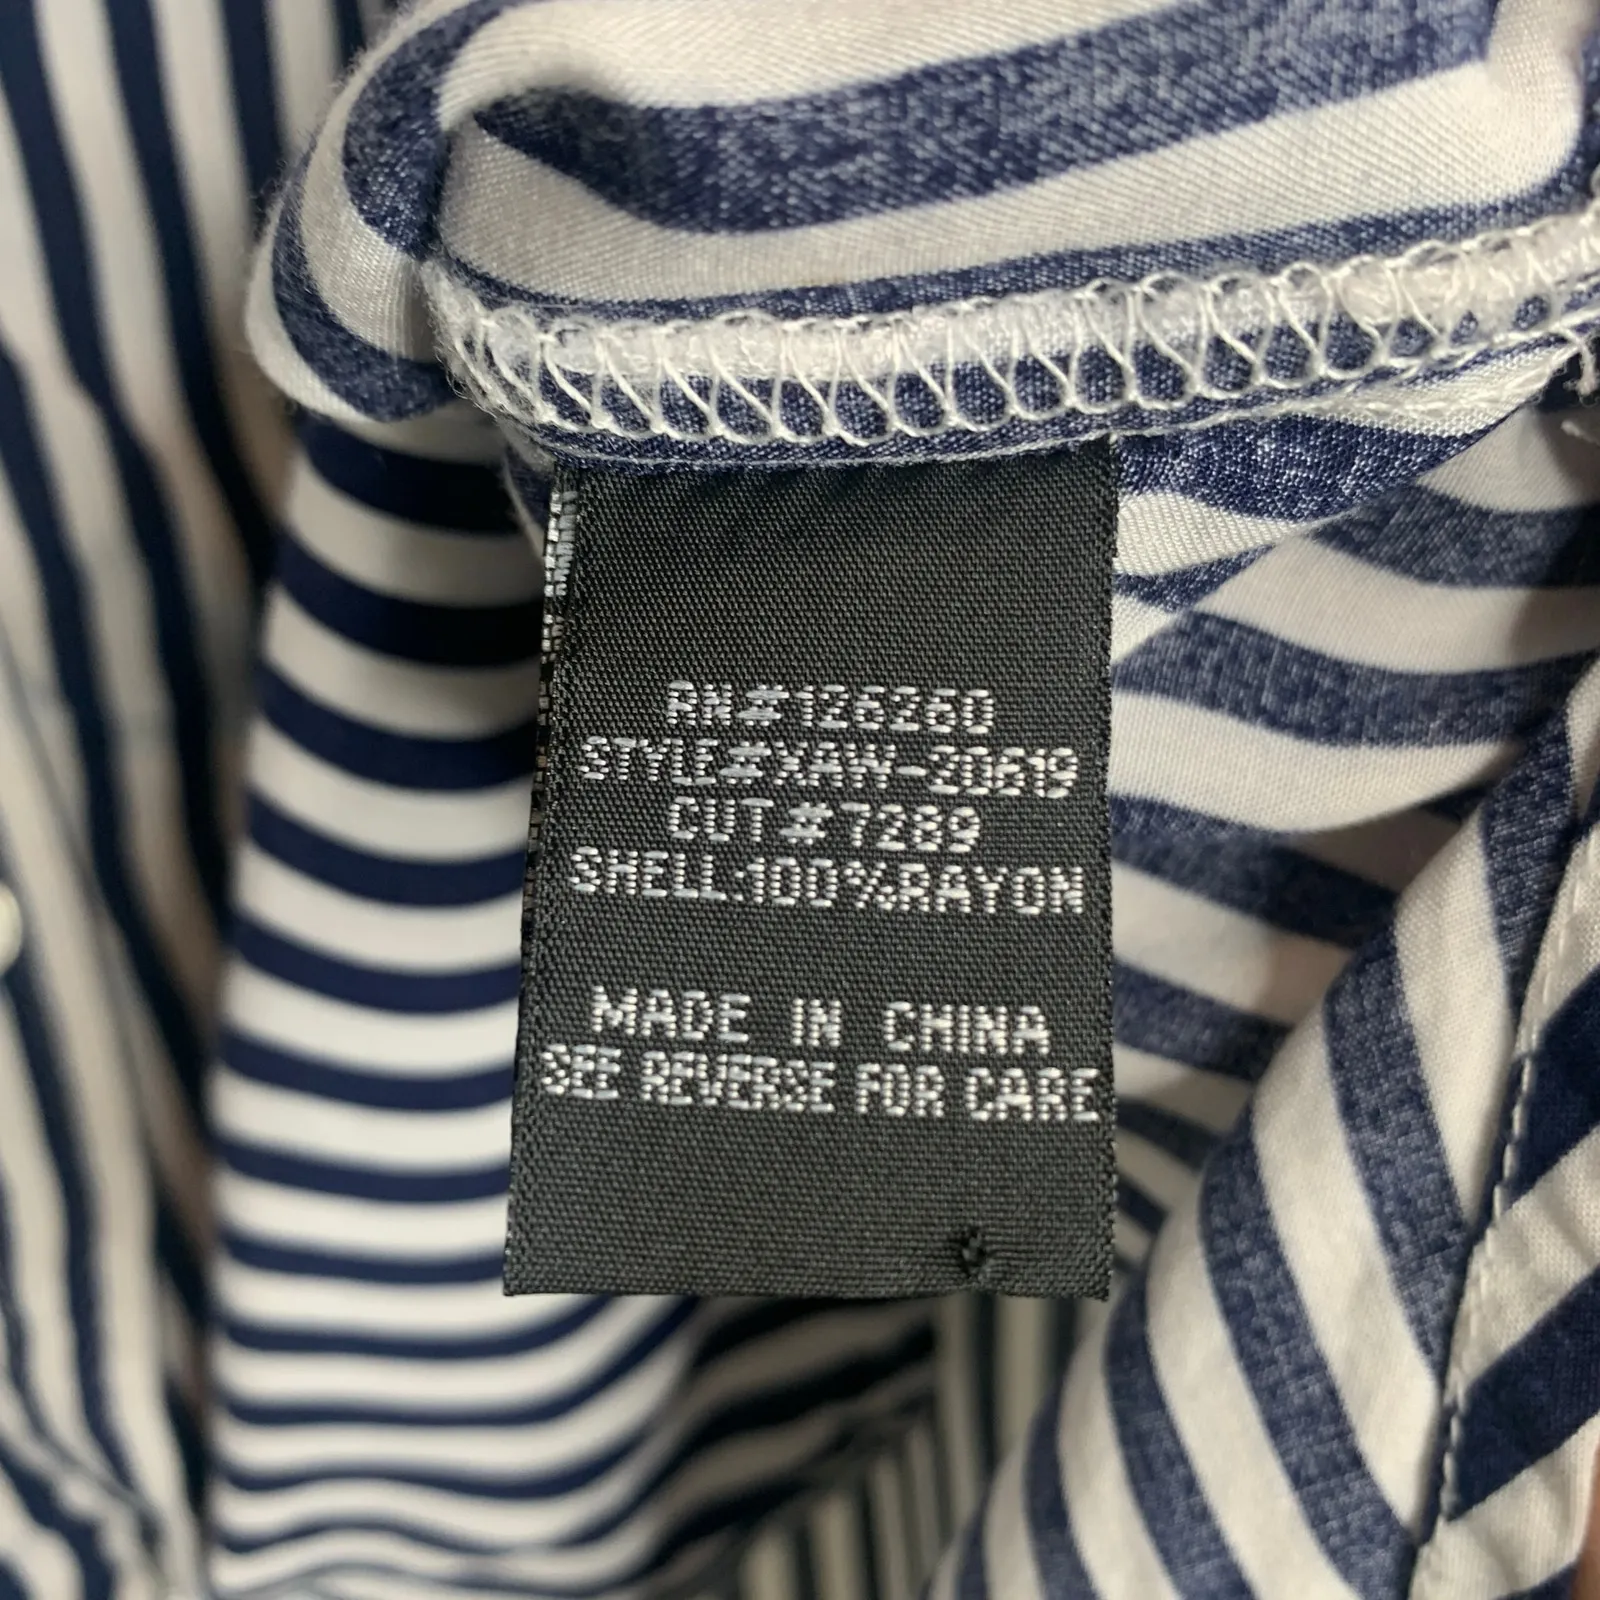 RN#126260
STYLE#XAW-20619
CUT#7289
SHELL:100%RAYON
MADE IN CHINA
SEE REVERSE FOR CARE